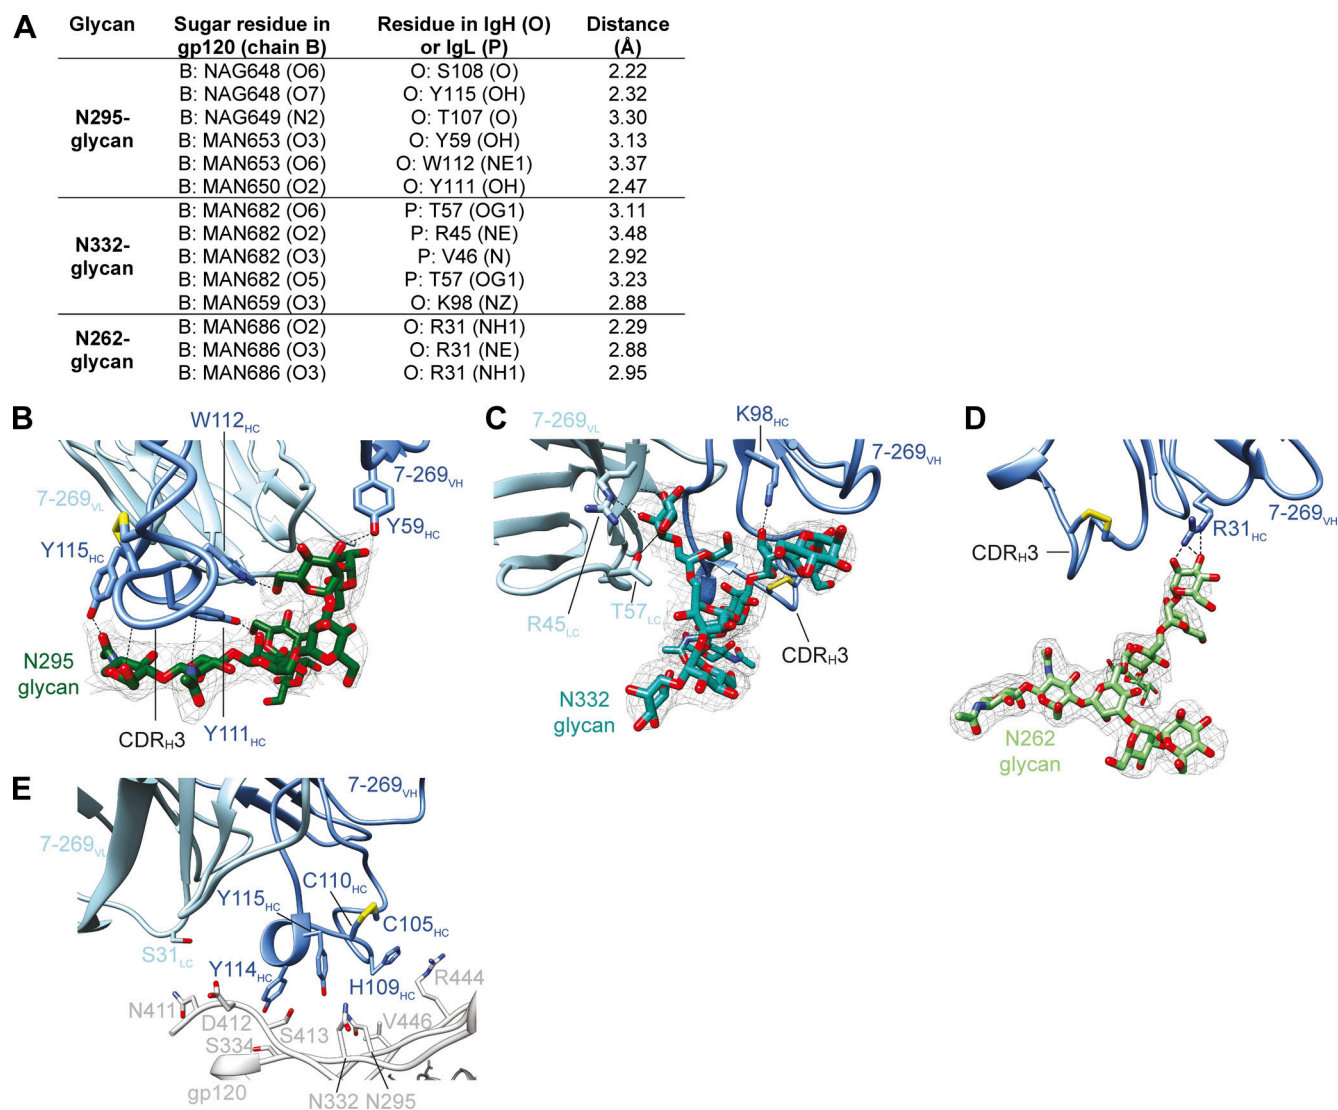 A
Glycan Sugar residue in gp120 (chain B) Residue in IgH (O) or IgL (P) Distance (Å)
N295-glycan
B: NAG648 (O6) O: S108 (O) 2.22
B: NAG648 (O7) O: Y115 (OH) 2.32
B: NAG649 (N2) O: T107 (O) 3.30
B: MAN653 (O3) O: Y59 (OH) 3.13
B: MAN653 (O6) O: W112 (NE1) 3.37
B: MAN650 (O2) O: Y111 (OH) 2.47
N332-glycan
B: MAN682 (O6) P: T57 (OG1) 3.11
B: MAN682 (O2) P: R45 (NE) 3.48
B: MAN682 (O3) P: V46 (N) 2.92
B: MAN682 (O5) P: T57 (OG1) 3.23
B: MAN659 (O3) O: K98 (NZ) 2.88
N262-glycan
B: MAN686 (O2) O: R31 (NH1) 2.29
B: MAN686 (O3) O: R31 (NE) 2.88
B: MAN686 (O3) O: R31 (NH1) 2.95
B
W112HC
7-269VL
7-269VH
Y115HC
Y59HC
N295
glycan
Y111HC
CDRH3
C
7-269VL
K98HC
7-269VH
R45LC
T57LC
CDRH3
N332
glycan
D
7-269VH
R31HC
CDRH3
N262
glycan
E
7-269VH
7-269VL
C110HC
Y115HC
C105HC
S31LC
Y114HC
H109HC
R444
N411
D412
S413
V446
S334
gp120
N332 N295